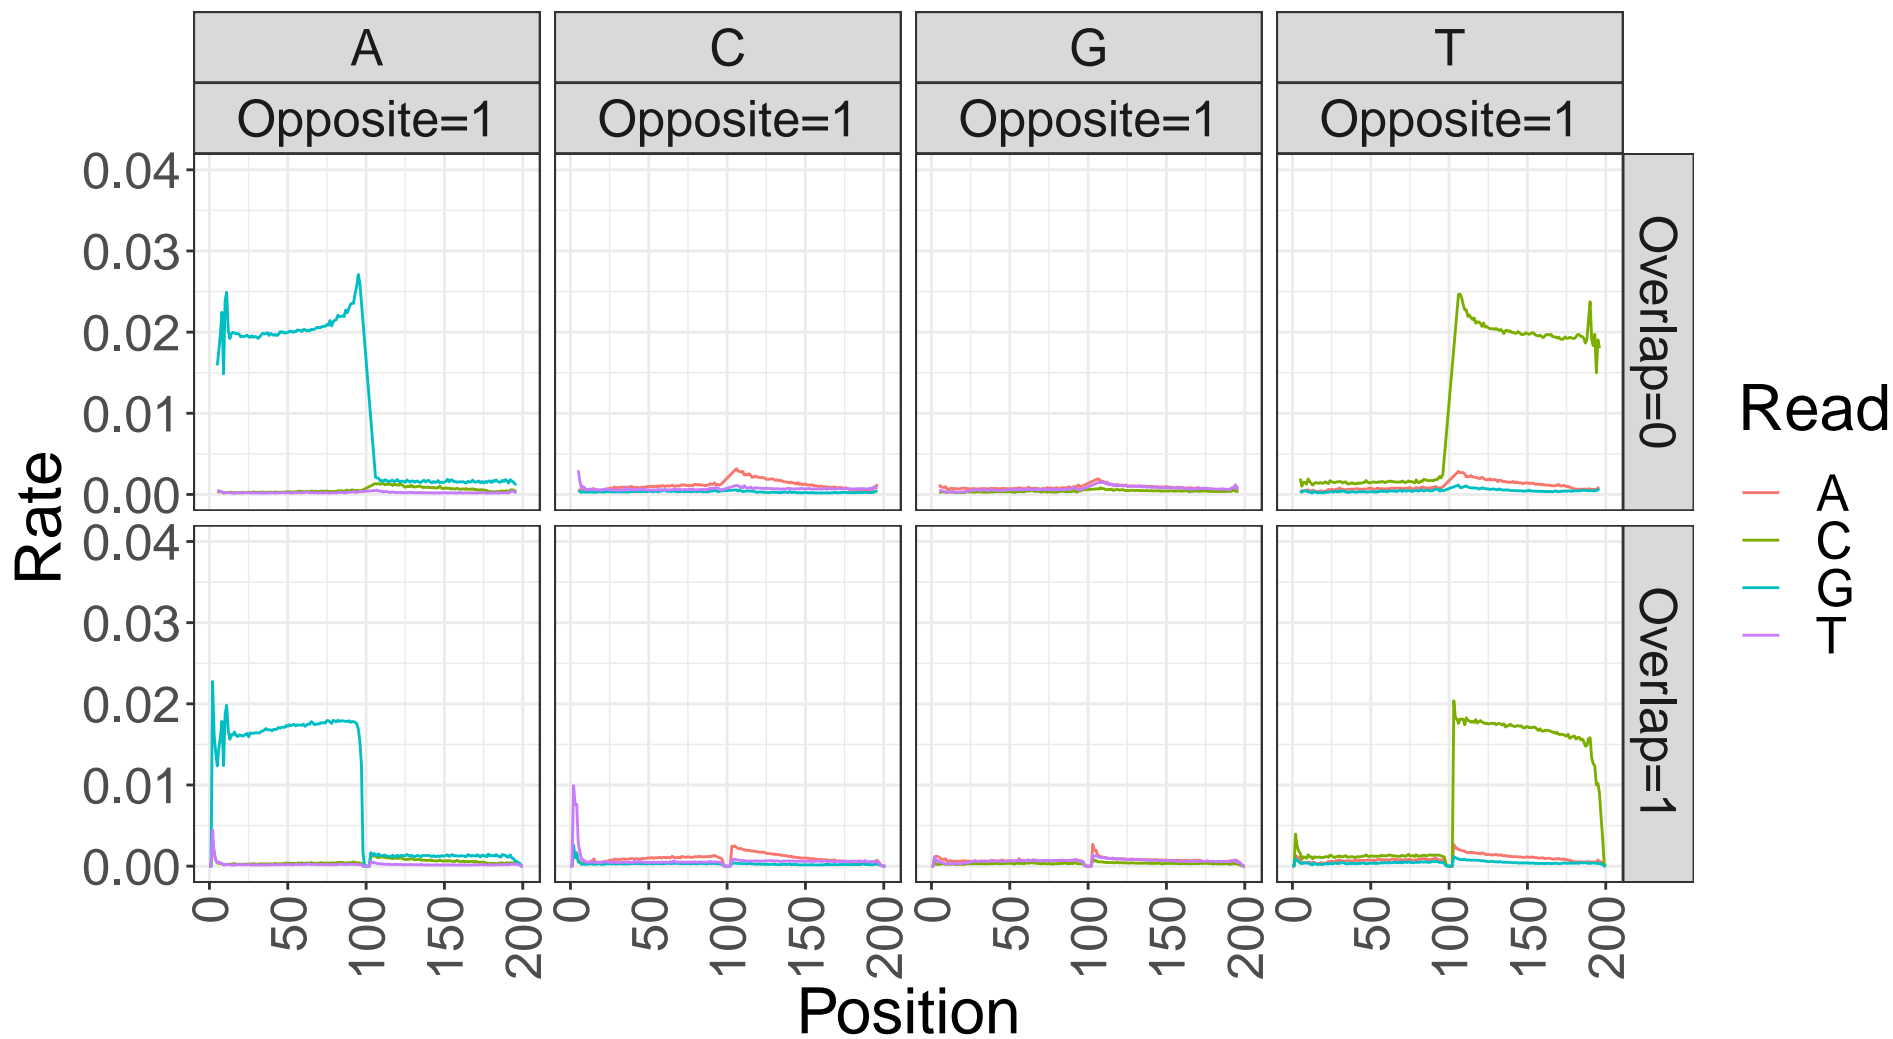 A C G T
Opposite=1 Opposite=1 Opposite=1 Opposite=1
0.04
0.03
0.02
0.01
0.00
Overlap=0
0.04
0.03
0.02
0.01
0.00
Overlap=1
Rate
0 50 100 150 200 0 50 100 150 200 0 50 100 150 200 0 50 100 150 200
Position
Read
A
C
G
T